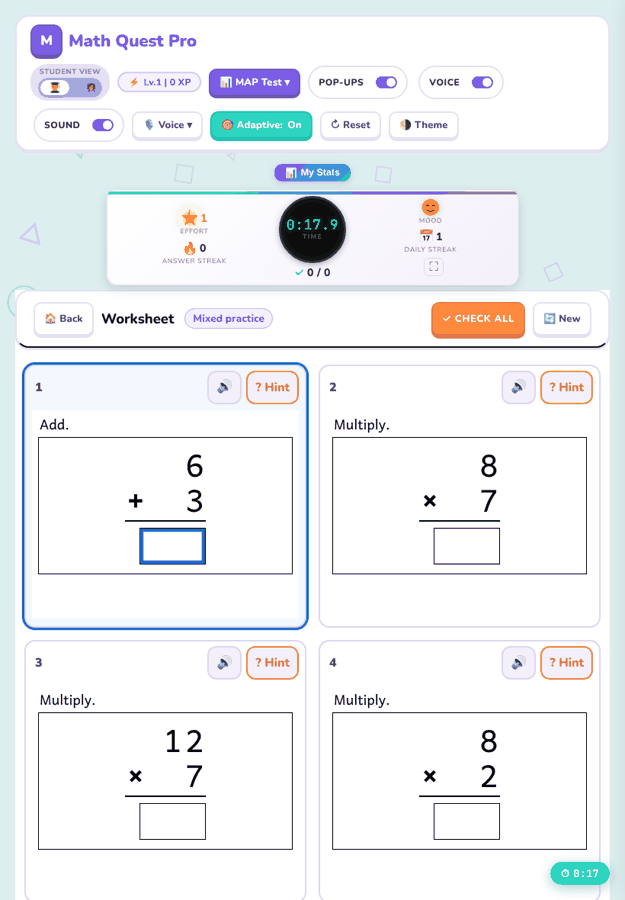 M Math Quest Pro
STUDENT VIEW
⚡ Lv.1 | 0 XP
📊 MAP Test ▾
POP-UPS
VOICE
SOUND
🎙️ Voice ▾
🎯 Adaptive: On
↻ Reset
🌗 Theme
📊 My Stats
⭐ 1
EFFORT
🔥 0
ANSWER STREAK
0:17.9
TIME
✓ 0 / 0
MOOD
📅 1
DAILY STREAK
🏠 Back
Worksheet
Mixed practice
✓ CHECK ALL
🔄 New
1
🔊
? Hint
Add.
6
+ 3
2
🔊
? Hint
Multiply.
8
× 7
3
🔊
? Hint
Multiply.
12
× 7
4
🔊
? Hint
Multiply.
8
× 2
⏱ 0:17